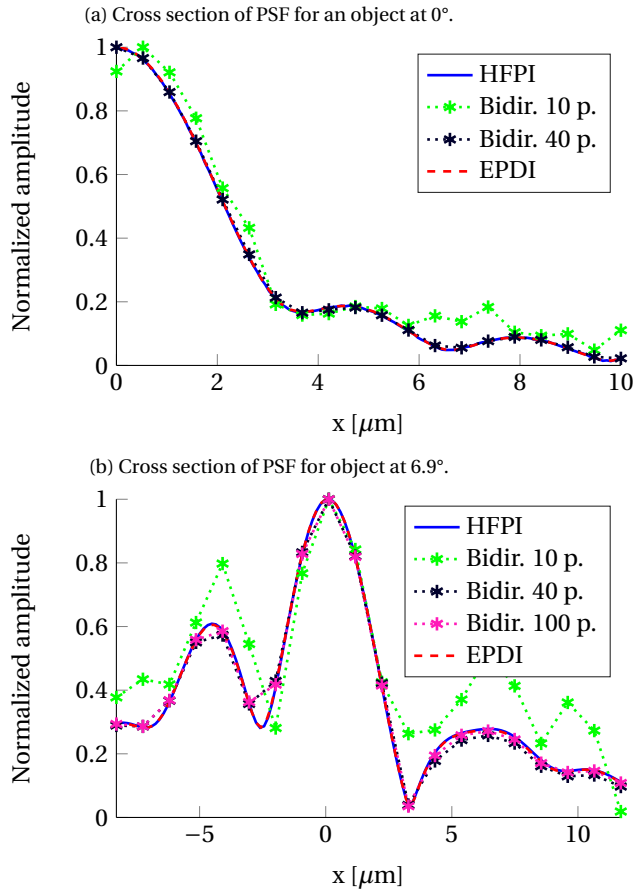 (a) Cross section of PSF for an object at 0°.
1
0.8
0.6
0.4
0.2
0
Normalized amplitude
HFPI
Bidir. 10 p.
Bidir. 40 p.
EPDI
0 2 4 6 8 10
x [μm]
(b) Cross section of PSF for object at 6.9°.
1
0.8
0.6
0.4
0.2
0
Normalized amplitude
HFPI
Bidir. 10 p.
Bidir. 40 p.
Bidir. 100 p.
EPDI
−5 0 5 10
x [μm]